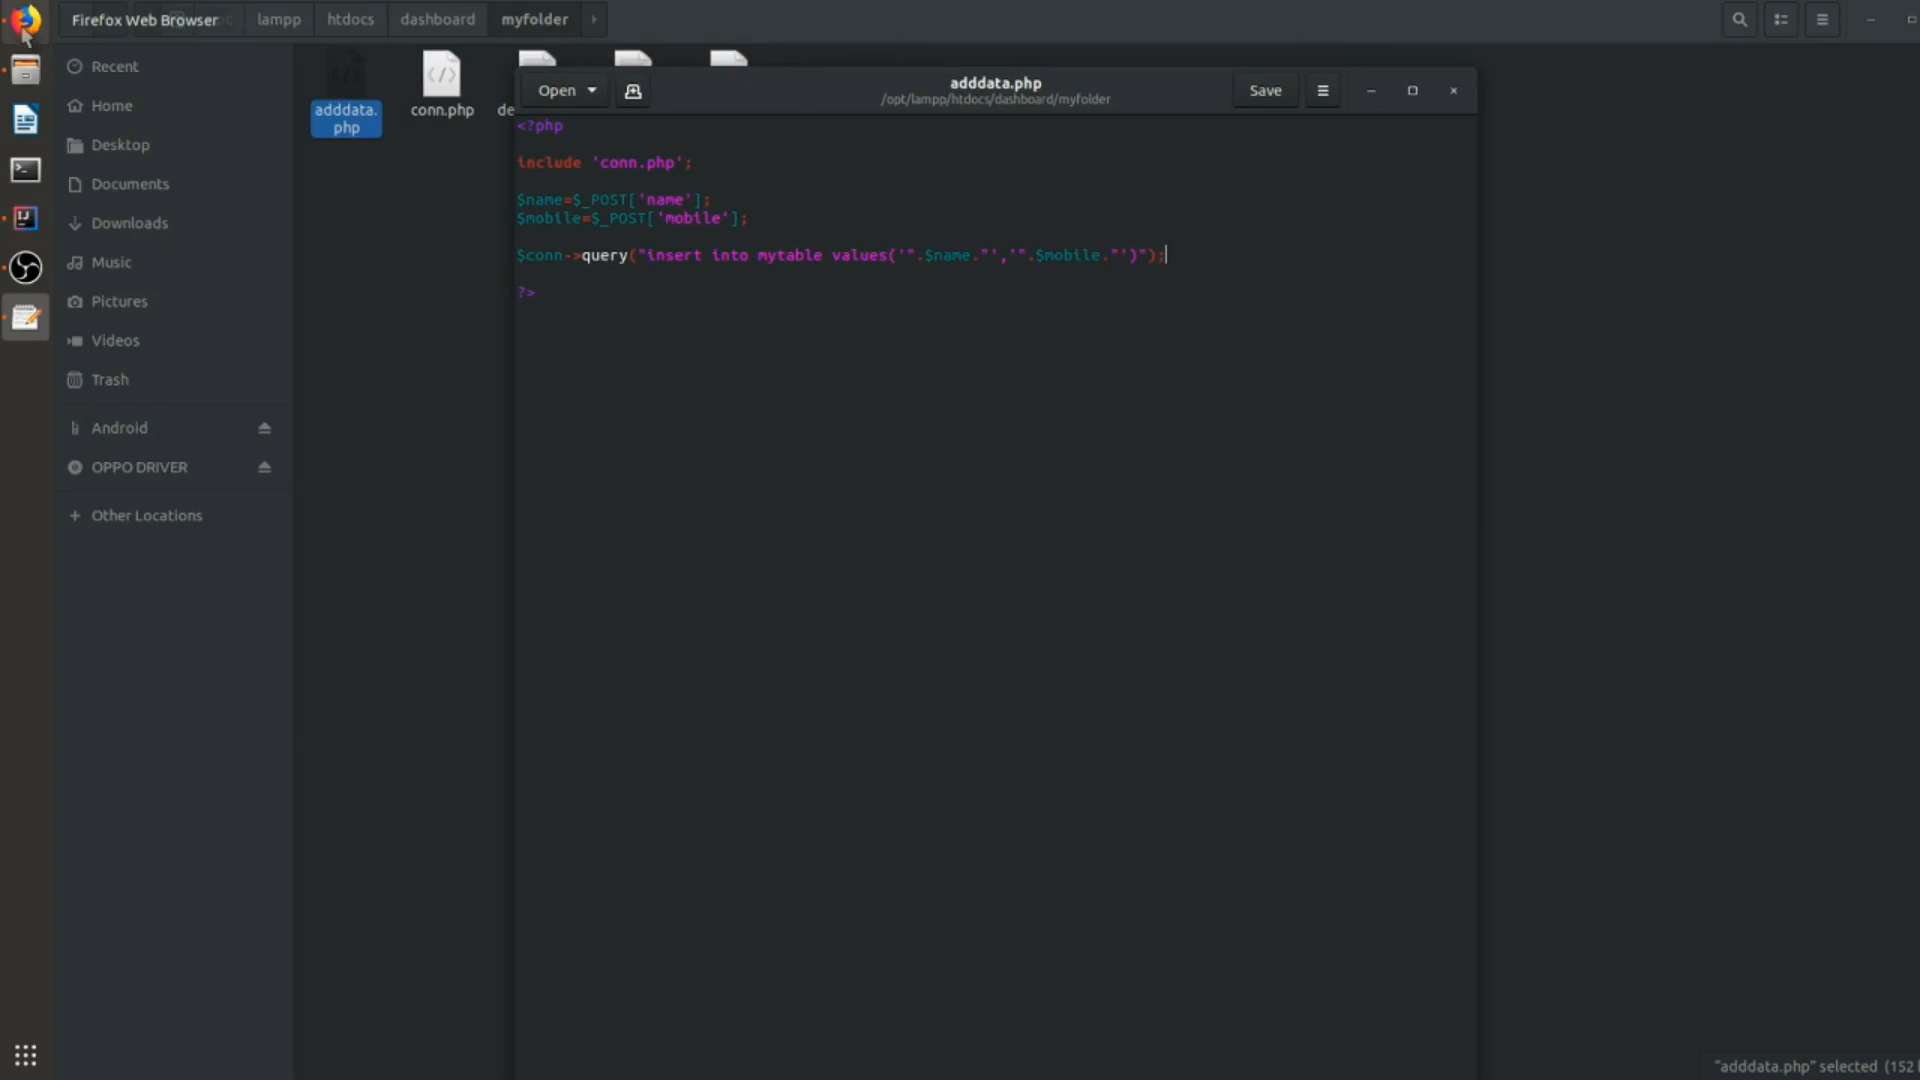 Firefox Web Browser
lampp
htdocs
dashboard
myfolder
Recent
Home
Desktop
Documents
Downloads
Music
Pictures
Videos
Trash
Android
OPPO DRIVER
+ Other Locations
adddata.
php
conn.php
de
Open
adddata.php
/opt/lampp/htdocs/dashboard/myfolder
Save
<?php
include 'conn.php';
$name=$_POST['name'];
$mobile=$_POST['mobile'];
$conn->query("insert into mytable values('".$name."','".$mobile."')");
?>
"adddata.php" selected (152